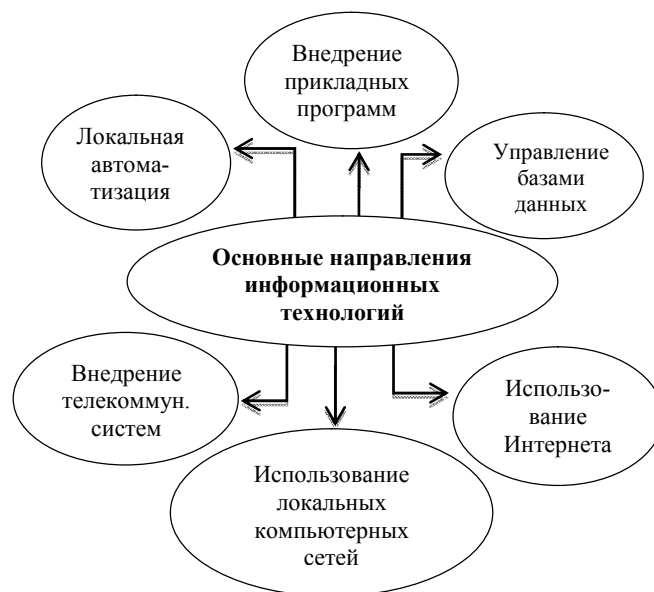 Внедрение
прикладных
программ
Локальная
автома-
тизация
Управление
базами
данных
Основные направления
информационных
технологий
Внедрение
телекоммун.
систем
Использо-
вание
Интернета
Использование
локальных
компьютерных
сетей